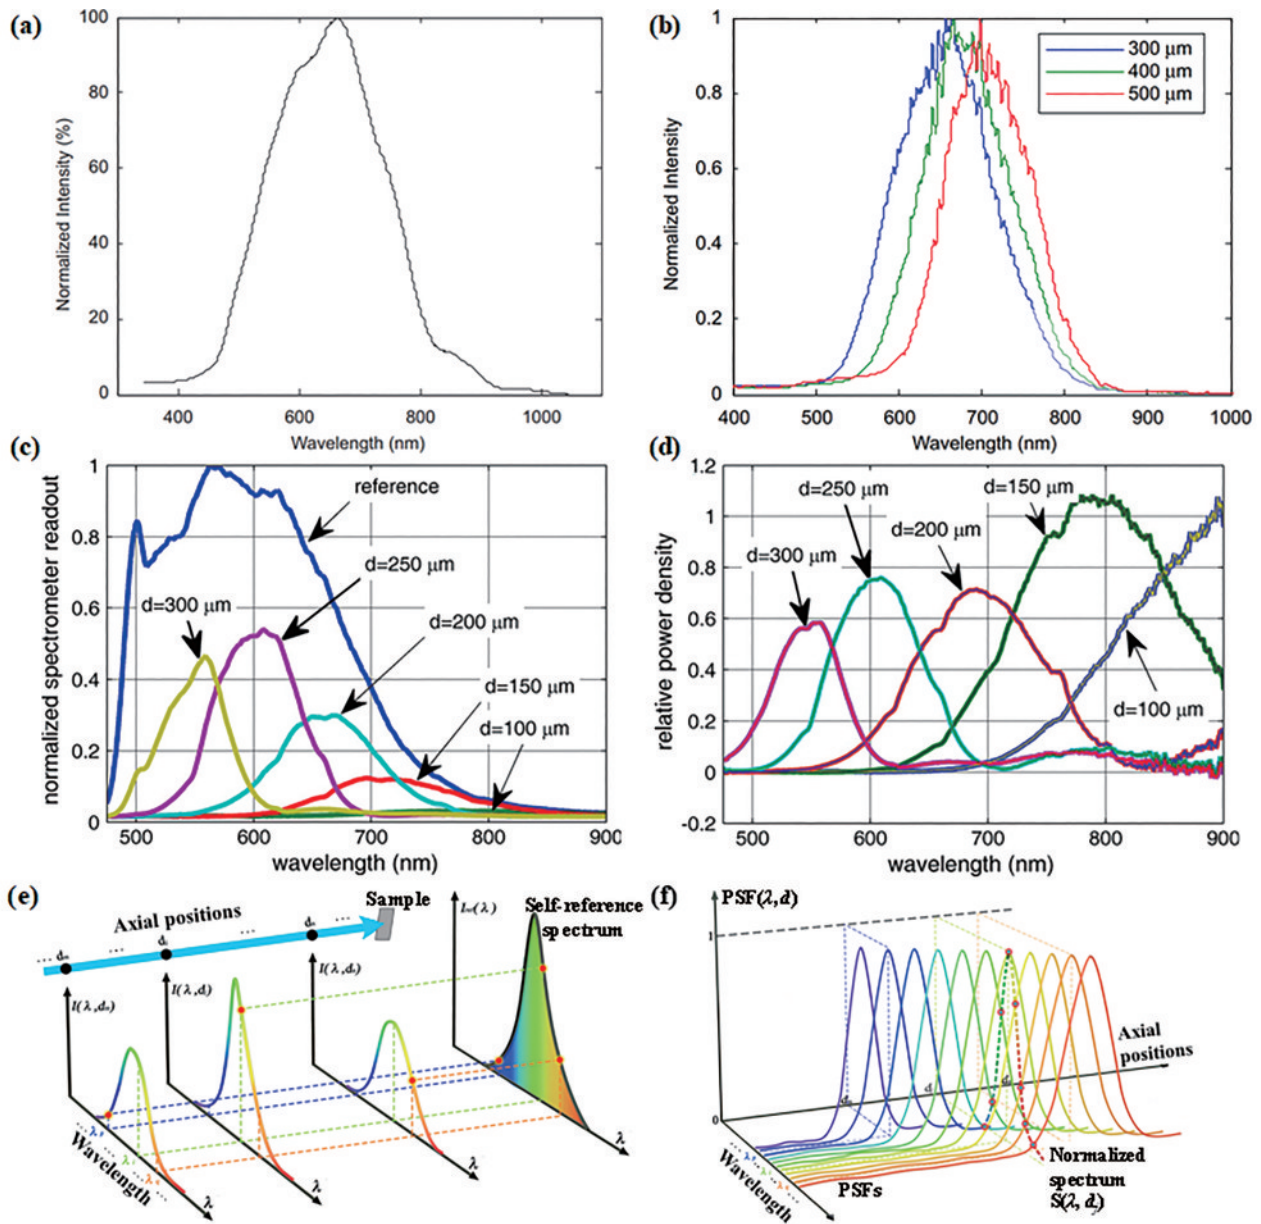 (a)
100
80
60
40
20
0
Normalized Intensity (%)
400 600 800 1000
Wavelength (nm)
(b)
1
0.8
0.6
0.4
0.2
0
Normalized Intensity
300 μm
400 μm
500 μm
400 500 600 700 800 900 1000
Wavelength (nm)
(c)
1
0.8
0.6
0.4
0.2
0
normalized spectrometer readout
reference
d=250 μm
d=300 μm
d=200 μm
d=150 μm
d=100 μm
500 600 700 800 900
wavelength (nm)
(d)
1.2
1
0.8
0.6
0.4
0.2
0
-0.2
relative power density
d=250 μm
d=150 μm
d=200 μm
d=300 μm
d=100 μm
500 600 700 800 900
wavelength (nm)
(e)
Axial positions
Sample
Self-reference
spectrum
I(λ,dᵢ)
Wavelength
λ λ λ λ
(f)
PSF(λ,d)
1
0
Axial
positions
Wavelength
PSFs
Normalized
spectrum